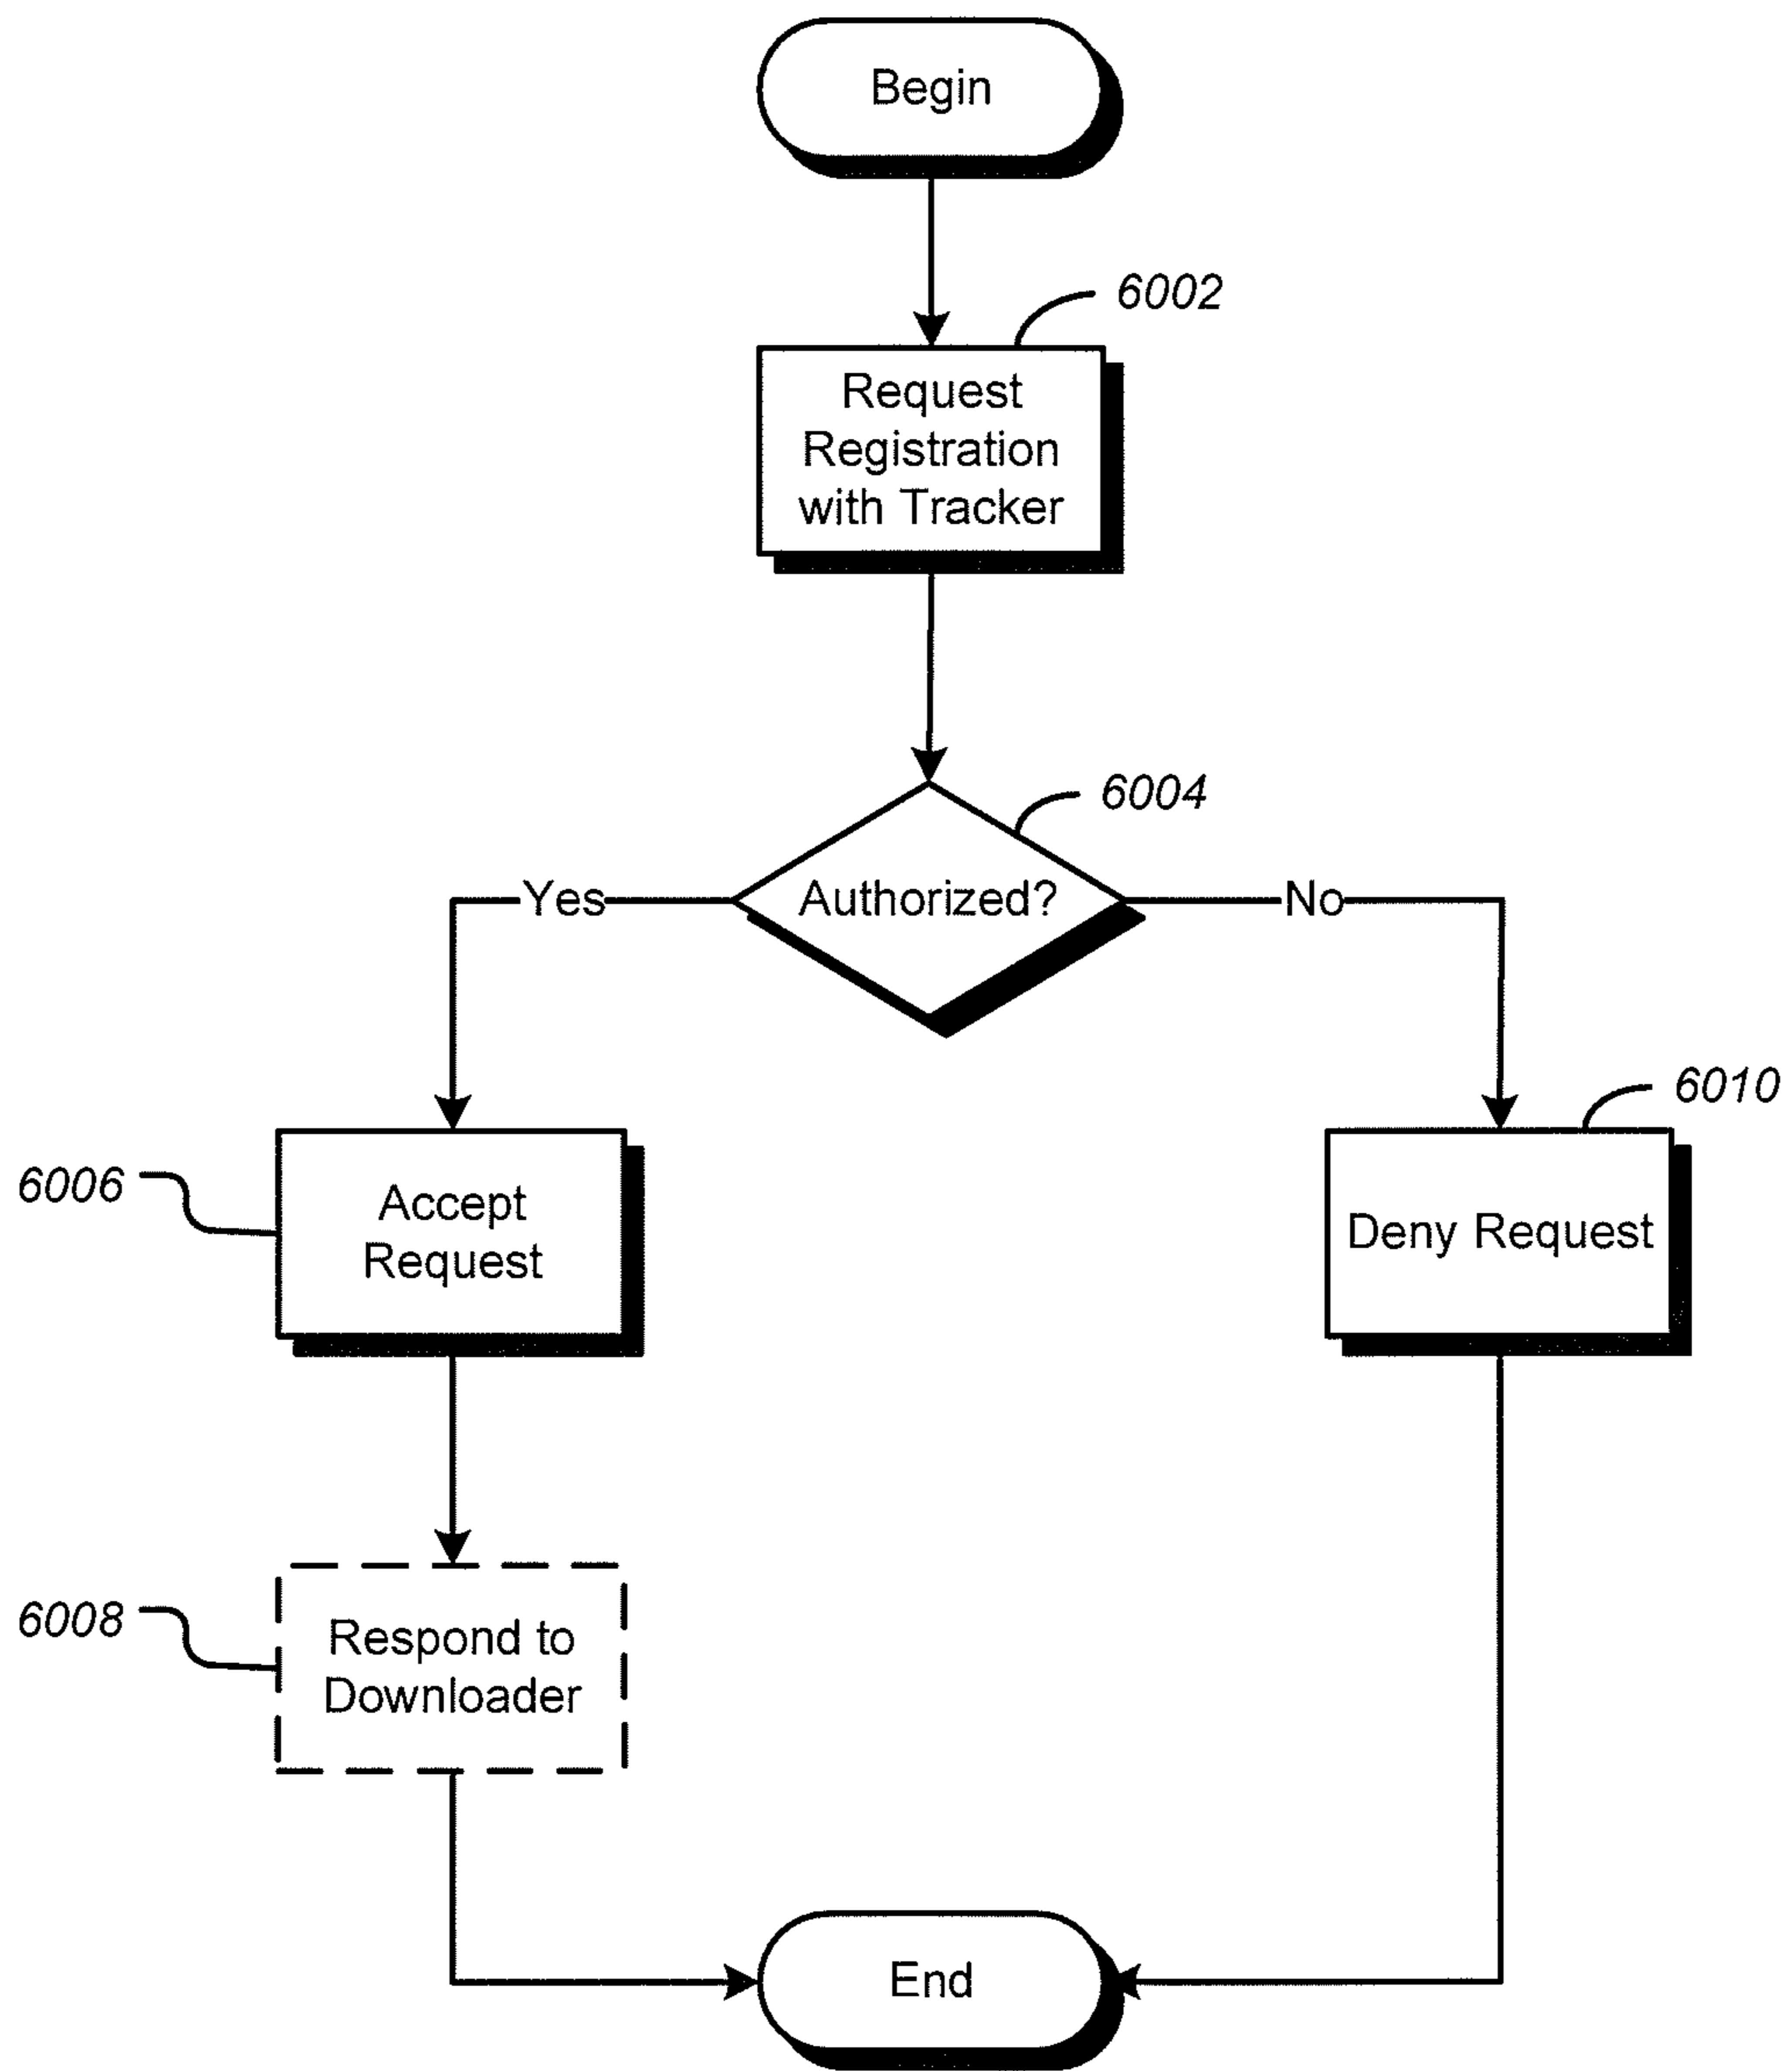 Begin
6002
Request
Registration
with Tracker
6004
Yes
Authorized?
No
6010
6006
Accept
Request
Deny Request
6008
Respond to
Downloader
End